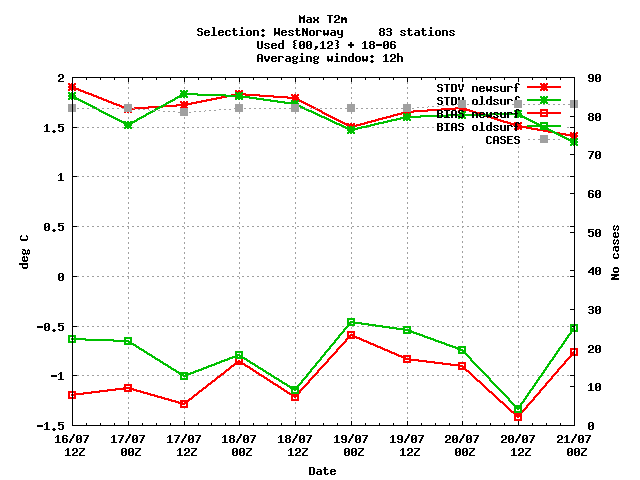 Max T2m
Selection: WestNorway 83 stations
Used {00,12} + 18-06
Averaging window: 12h
2
1.5
1
0.5
0
-0.5
-1
-1.5
deg C
90
80
70
60
50
40
30
20
10
0
No cases
STDV newsurf
STDV oldsurf
BIAS newsurf
BIAS oldsurf
CASES
16/07 17/07 17/07 18/07 18/07 19/07 19/07 20/07 20/07 21/07
12Z 00Z 12Z 00Z 12Z 00Z 12Z 00Z 12Z 00Z
Date